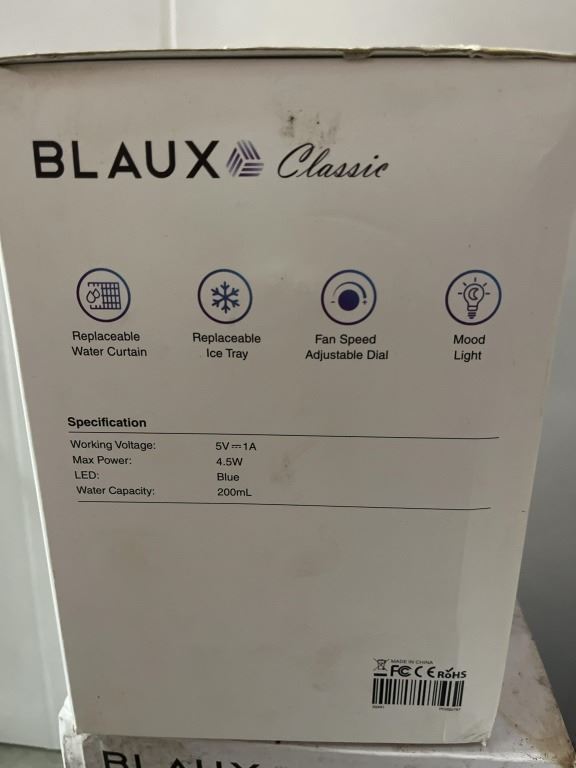 BLAUX Classic
Replaceable
Water Curtain
Replaceable
Ice Tray
Fan Speed
Adjustable Dial
Mood
Light
Specification
Working Voltage: 5V⎓1A
Max Power: 4.5W
LED: Blue
Water Capacity: 200mL
MADE IN CHINA
FC CE RoHS
BLAUX